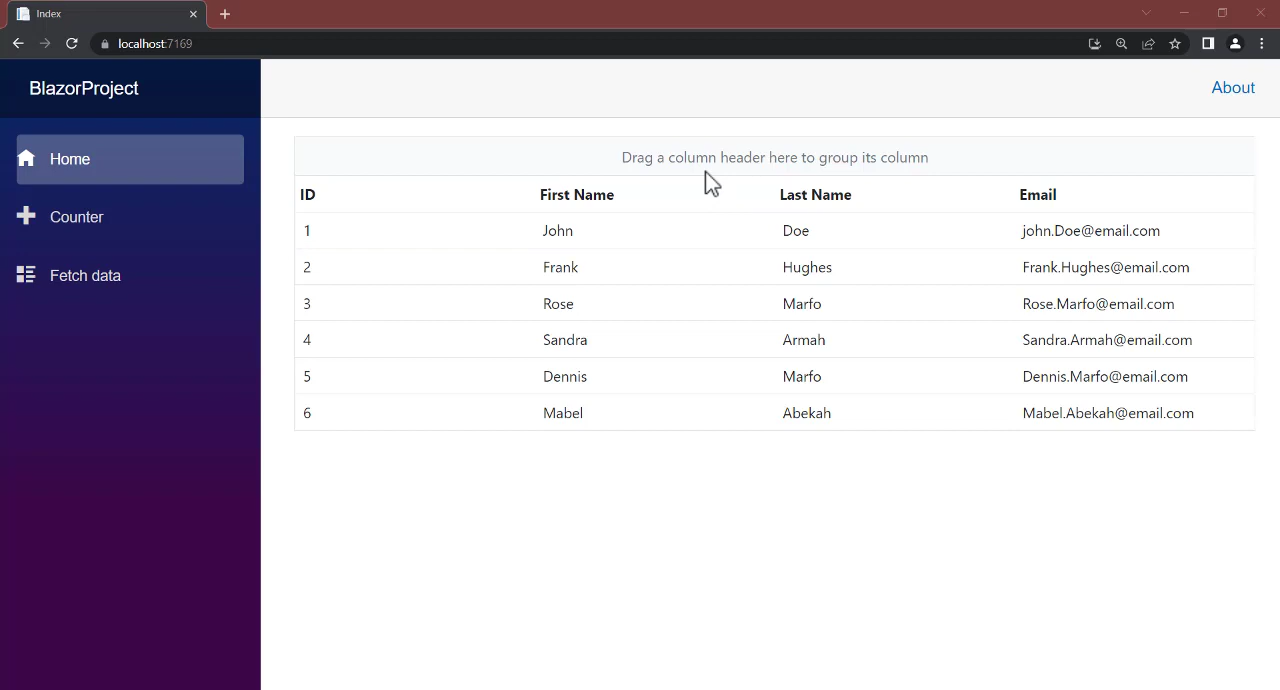 Index
localhost:7169
BlazorProject
About
Home
Counter
Fetch data
Drag a column header here to group its column
ID First Name Last Name Email
1 John Doe john.Doe@email.com
2 Frank Hughes Frank.Hughes@email.com
3 Rose Marfo Rose.Marfo@email.com
4 Sandra Armah Sandra.Armah@email.com
5 Dennis Marfo Dennis.Marfo@email.com
6 Mabel Abekah Mabel.Abekah@email.com